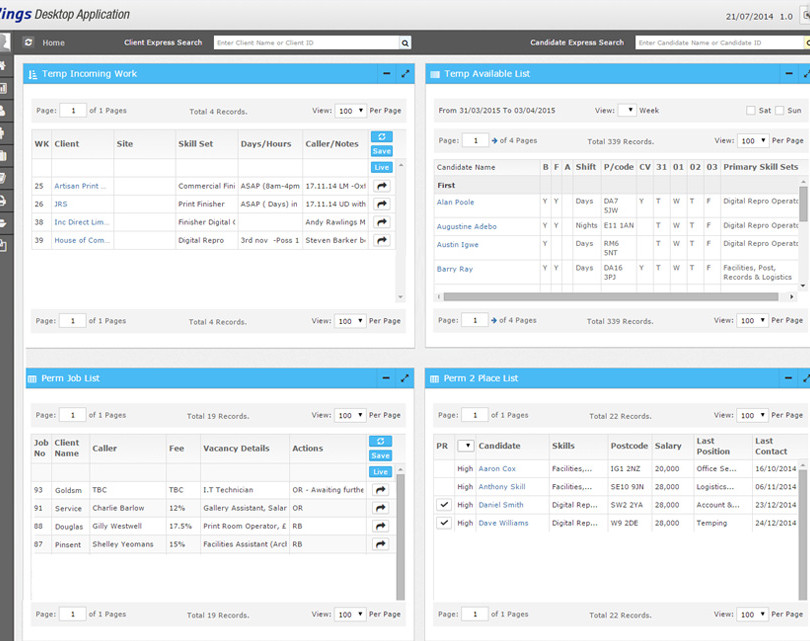 Wings Desktop Application
21/07/2014 1.0
Home Client Express Search Enter Client Name or Client ID Candidate Express Search Enter Candidate Name or Candidate ID
Temp Incoming Work
Page: 1 of 1 Pages Total 4 Records. View: 100 Per Page
WK Client Site Skill Set Days/Hours Caller/Notes
Save
Live
25 Artisan Print ... Commercial Fini ASAP (8am-4pm 17.11.14 LM -Ox
26 JRS Print Finisher ASAP ( Days) in 17.11.14 UD with
38 Inc Direct Lim... Finisher Digital Andy Rawlings M
39 House of Com... Digital Repro 3rd nov -Poss 1 Steven Barker b
Page: 1 of 1 Pages Total 4 Records. View: 100 Per Page
Temp Available List
From 31/03/2015 To 03/04/2015 View: Week Sat Sun
Page: 1 of 4 Pages Total 339 Records. View: 100 Per Page
Candidate Name B F A Shift P/code CV 31 01 02 03 Primary Skill Sets
First
Alan Poole Y Y Days DA7 Y T W T F Digital Repro Operato
5JW
Augustine Adebo Y Nights E11 1AN T W T F Digital Repro Operato
Austin Igwe Y Days RM6 T W T F Digital Repro Operato
5NT
Barry Ray Y Y Days DA16 Y T W T F Facilities, Post,
3PJ Records & Logistics
Page: 1 of 4 Pages Total 339 Records. View: 100 Per Page
Perm Job List
Page: 1 of 1 Pages Total 19 Records. View: 100 Per Page
Job Client Caller Fee Vacancy Details Actions
No Name
Save
Live
93 Goldsm TBC TBC I.T Technician OR - Awaiting furthe
91 Service Charlie Barlow 12% Gallery Assistant, Salar OR
88 Douglas Gilly Westwell 17.5% Print Room Operator, £ RB
87 Pinsent Shelley Yeomans 15% Facilities Assistant (Arcl RB
Page: 1 of 1 Pages Total 19 Records. View: 100 Per Page
Perm 2 Place List
Page: 1 of 1 Pages Total 22 Records. View: 100 Per Page
PR Candidate Skills Postcode Salary Last Last
Position Contact
High Aaron Cox Facilities,... IG1 2NZ 20,000 Office Se... 16/10/2014
High Anthony Skill Facilities,... SE10 9JN 28,000 Logistics... 06/11/2014
High Daniel Smith Digital Rep... SW2 2YA 28,000 Account &... 23/12/2014
High Dave Williams Digital Rep... W9 2DE 28,000 Temping 24/12/2014
Page: 1 of 1 Pages Total 22 Records. View: 100 Per Page